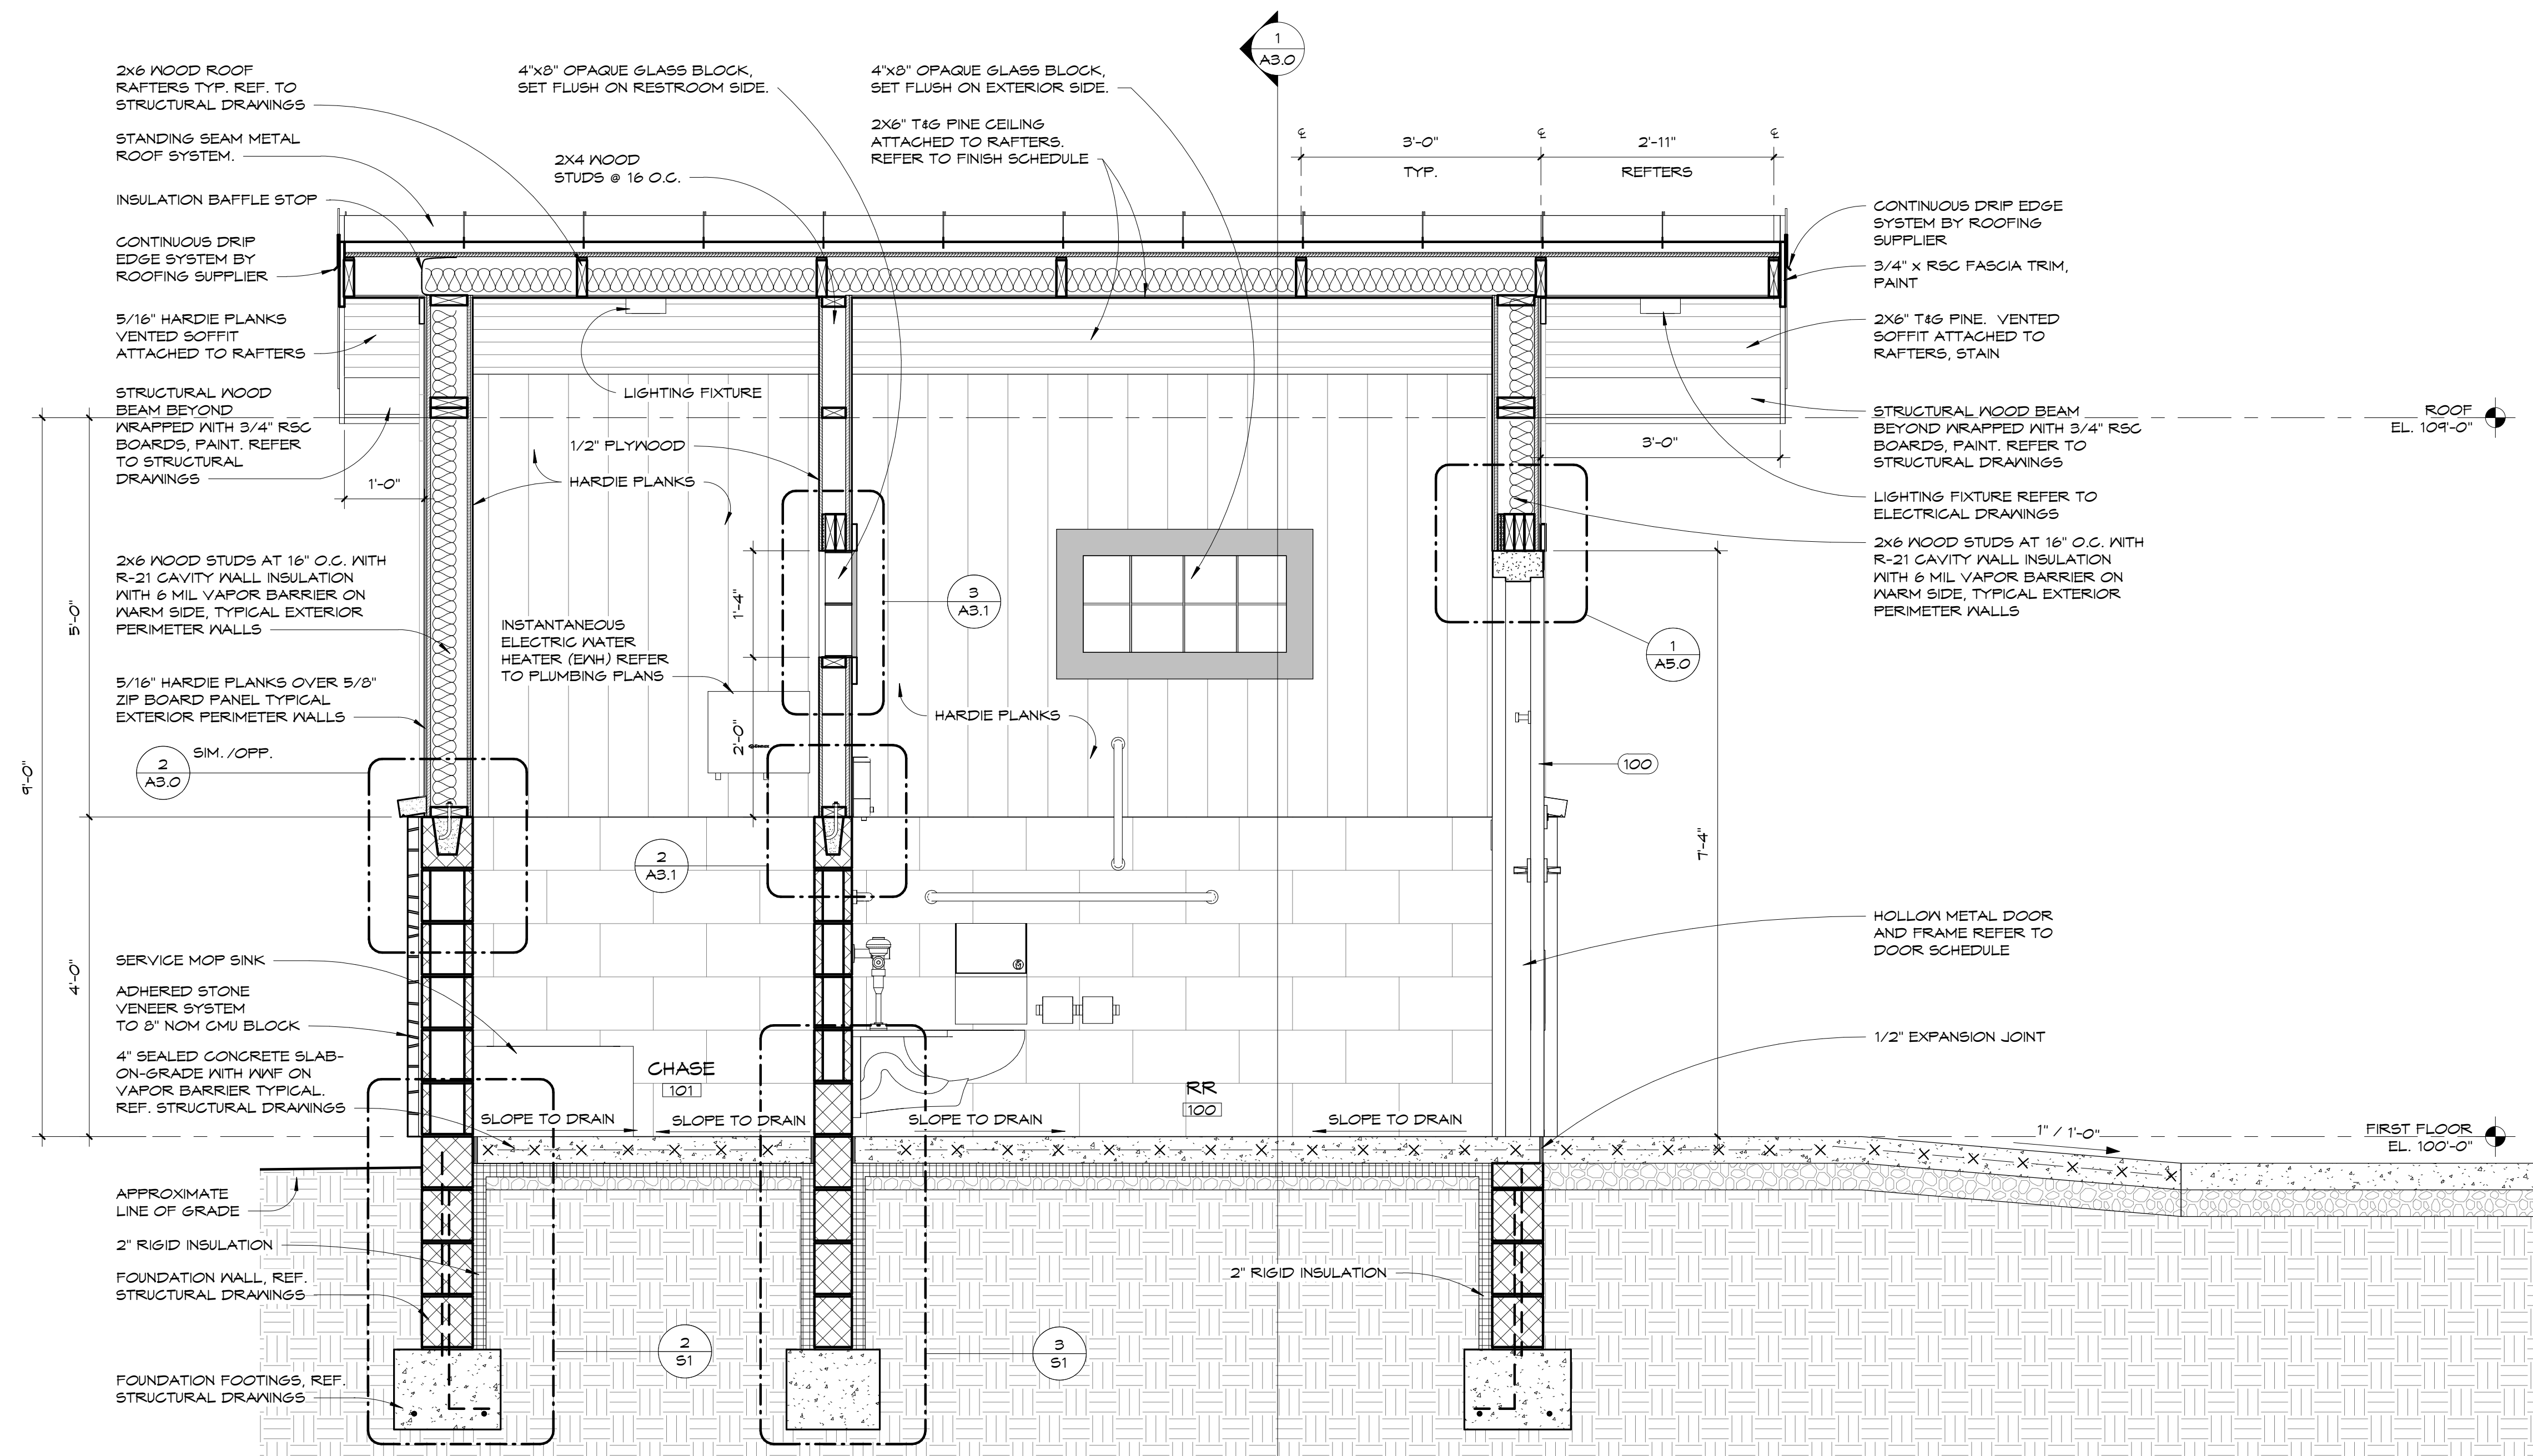 1
A3.0
2x6 WOOD ROOF
RAFTERS TYP. REF. TO
STRUCTURAL DRAWINGS
4"x8" OPAQUE GLASS BLOCK,
SET FLUSH ON RESTROOM SIDE.
4"x8" OPAQUE GLASS BLOCK,
SET FLUSH ON EXTERIOR SIDE.
STANDING SEAM METAL
ROOF SYSTEM.
2X4 WOOD
STUDS @ 16 O.C.
2X6" T&G PINE CEILING
ATTACHED TO RAFTERS.
REFER TO FINISH SCHEDULE
3'-0"
TYP.
2'-11"
REFTERS
INSULATION BAFFLE STOP
CONTINUOUS DRIP
EDGE SYSTEM BY
ROOFING SUPPLIER
CONTINUOUS DRIP EDGE
SYSTEM BY ROOFING
SUPPLIER
3/4" x RSC FASCIA TRIM,
PAINT
5/16" HARDIE PLANKS
VENTED SOFFIT
ATTACHED TO RAFTERS
2X6" T&G PINE. VENTED
SOFFIT ATTACHED TO
RAFTERS, STAIN
STRUCTURAL WOOD
BEAM BEYOND
WRAPPED WITH 3/4" RSC
BOARDS, PAINT. REFER
TO STRUCTURAL
DRAWINGS
1'-0"
LIGHTING FIXTURE
1/2" PLYWOOD
HARDIE PLANKS
STRUCTURAL WOOD BEAM
BEYOND WRAPPED WITH 3/4" RSC
BOARDS, PAINT. REFER TO
STRUCTURAL DRAWINGS
3'-0"
ROOF
EL. 109'-0"
LIGHTING FIXTURE REFER TO
ELECTRICAL DRAWINGS
2x6 WOOD STUDS AT 16" O.C. WITH
R-21 CAVITY WALL INSULATION
WITH 6 MIL VAPOR BARRIER ON
WARM SIDE, TYPICAL EXTERIOR
PERIMETER WALLS
2x6 WOOD STUDS AT 16" O.C. WITH
R-21 CAVITY WALL INSULATION
WITH 6 MIL VAPOR BARRIER ON
WARM SIDE, TYPICAL EXTERIOR
PERIMETER WALLS
5'-0"
1'-4"
3
A3.1
INSTANTANEOUS
ELECTRIC WATER
HEATER (EWH) REFER
TO PLUMBING PLANS
1
A5.0
5/16" HARDIE PLANKS OVER 5/8"
ZIP BOARD PANEL TYPICAL
EXTERIOR PERIMETER WALLS
HARDIE PLANKS
2'-0"
2
A3.0
SIM./OPP.
9'-0"
100
7'-4"
2
A3.1
4'-0"
HOLLOW METAL DOOR
AND FRAME REFER TO
DOOR SCHEDULE
SERVICE MOP SINK
ADHERED STONE
VENEER SYSTEM
TO 8" NOM CMU BLOCK
1/2" EXPANSION JOINT
4" SEALED CONCRETE SLAB-
ON-GRADE WITH WWF ON
VAPOR BARRIER TYPICAL.
REF. STRUCTURAL DRAWINGS
CHASE
101
RR
100
SLOPE TO DRAIN
SLOPE TO DRAIN
SLOPE TO DRAIN
SLOPE TO DRAIN
1" / 1'-0"
FIRST FLOOR
EL. 100'-0"
APPROXIMATE
LINE OF GRADE
2" RIGID INSULATION
2" RIGID INSULATION
FOUNDATION WALL, REF.
STRUCTURAL DRAWINGS
2
S1
3
S1
FOUNDATION FOOTINGS, REF.
STRUCTURAL DRAWINGS